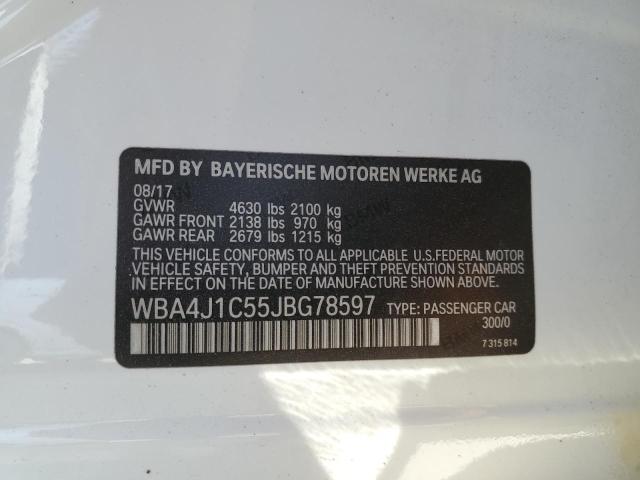 MFD BY BAYERISCHE MOTOREN WERKE AG
08/17
GVWR 4630 lbs 2100 kg
GAWR FRONT 2138 lbs 970 kg
GAWR REAR 2679 lbs 1215 kg
THIS VEHICLE CONFORMS TO ALL APPLICABLE U.S.FEDERAL MOTOR
VEHICLE SAFETY, BUMPER AND THEFT PREVENTION STANDARDS IN
EFFECT ON THE DATE OF MANUFACTURE SHOWN ABOVE.
WBA4J1C55JBG78597 TYPE: PASSENGER CAR
300/0
7 315 814